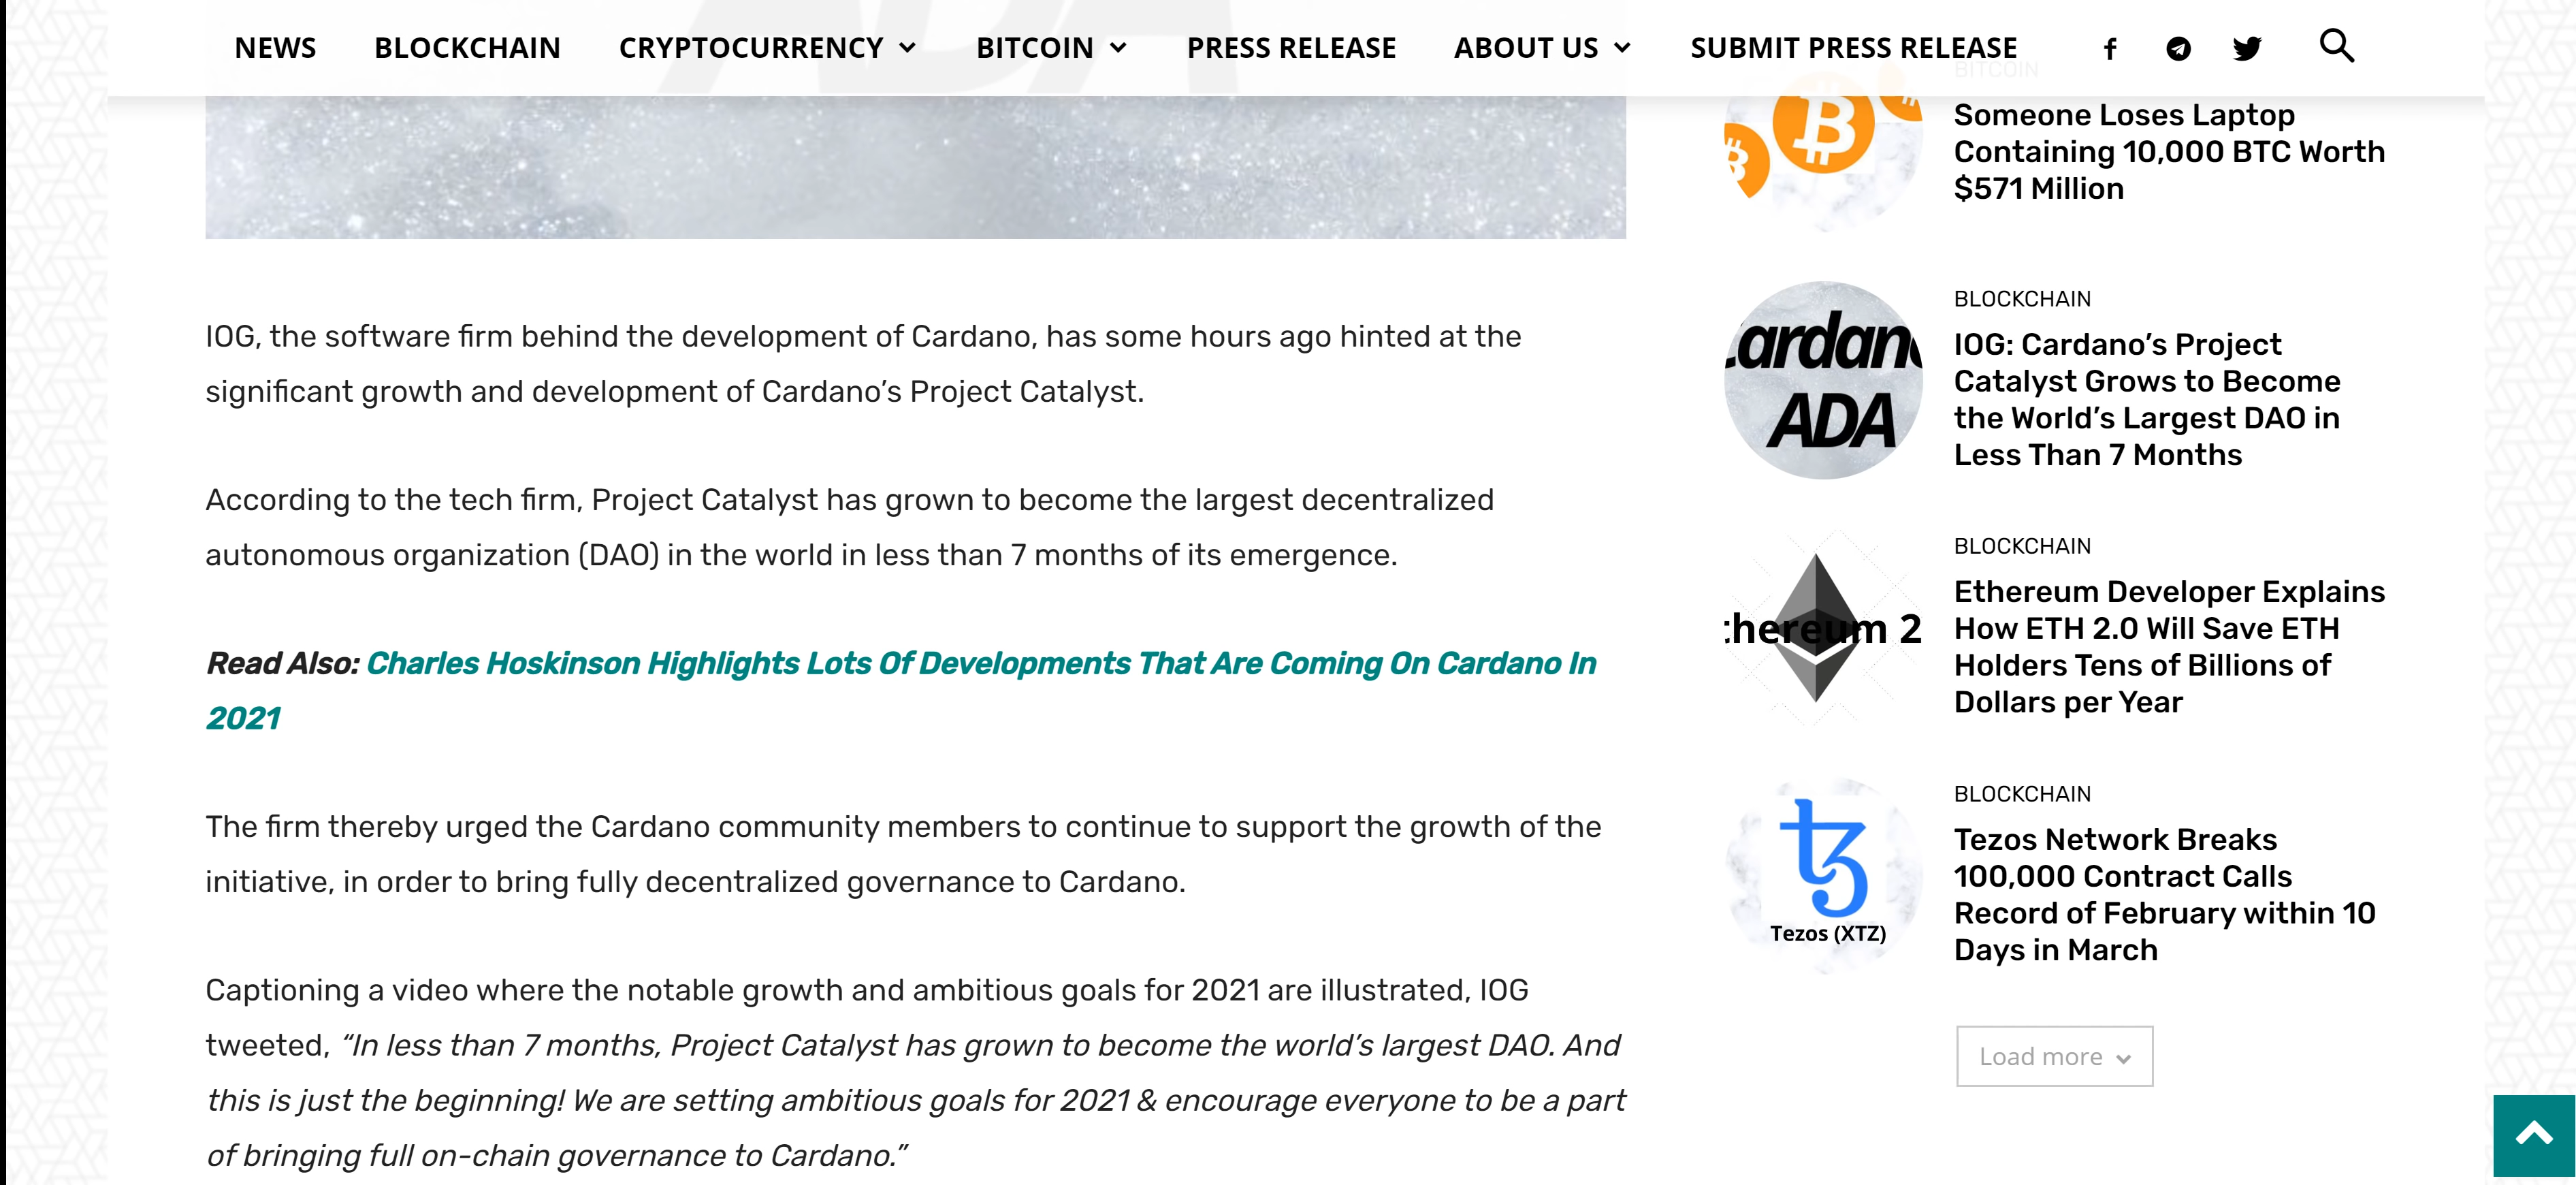 NEWS BLOCKCHAIN CRYPTOCURRENCY BITCOIN PRESS RELEASE ABOUT US SUBMIT PRESS RELEASE
IOG, the software firm behind the development of Cardano, has some hours ago hinted at the
significant growth and development of Cardano’s Project Catalyst.
According to the tech firm, Project Catalyst has grown to become the largest decentralized
autonomous organization (DAO) in the world in less than 7 months of its emergence.
Read Also: Charles Hoskinson Highlights Lots Of Developments That Are Coming On Cardano In
2021
The firm thereby urged the Cardano community members to continue to support the growth of the
initiative, in order to bring fully decentralized governance to Cardano.
Captioning a video where the notable growth and ambitious goals for 2021 are illustrated, IOG
tweeted, “In less than 7 months, Project Catalyst has grown to become the world’s largest DAO. And
this is just the beginning! We are setting ambitious goals for 2021 & encourage everyone to be a part
of bringing full on-chain governance to Cardano.”
BITCOIN
Someone Loses Laptop
Containing 10,000 BTC Worth
$571 Million
ardan
ADA
BLOCKCHAIN
IOG: Cardano’s Project
Catalyst Grows to Become
the World’s Largest DAO in
Less Than 7 Months
thereum 2
BLOCKCHAIN
Ethereum Developer Explains
How ETH 2.0 Will Save ETH
Holders Tens of Billions of
Dollars per Year
Tezos (XTZ)
BLOCKCHAIN
Tezos Network Breaks
100,000 Contract Calls
Record of February within 10
Days in March
Load more